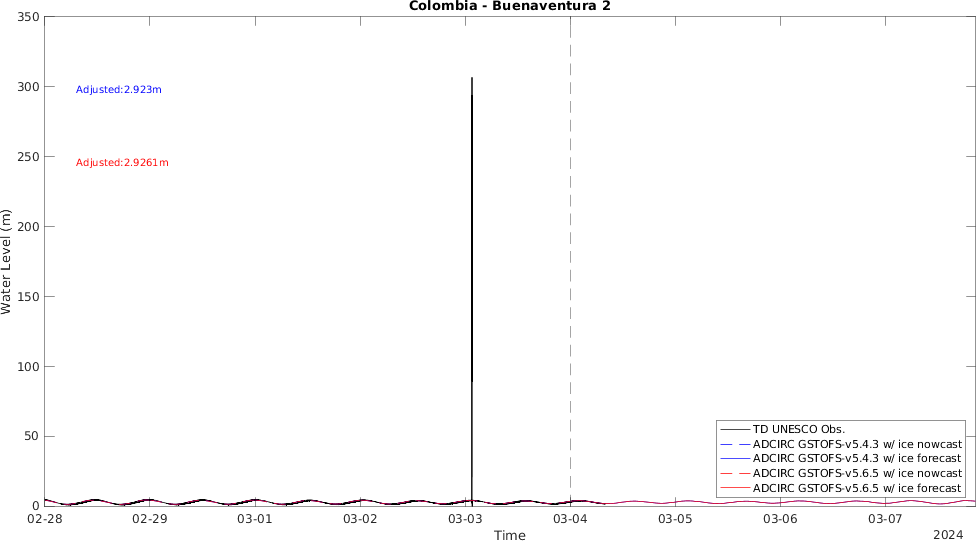 Colombia - Buenaventura 2
350
300
250
200
150
100
50
0
Water Level (m)
Adjusted:2.923m
Adjusted:2.9261m
TD UNESCO Obs.
ADCIRC GSTOFS-v5.4.3 w/ ice nowcast
ADCIRC GSTOFS-v5.4.3 w/ ice forecast
ADCIRC GSTOFS-v5.6.5 w/ ice nowcast
ADCIRC GSTOFS-v5.6.5 w/ ice forecast
02-28 02-29 03-01 03-02 03-03 03-04 03-05 03-06 03-07
Time
2024